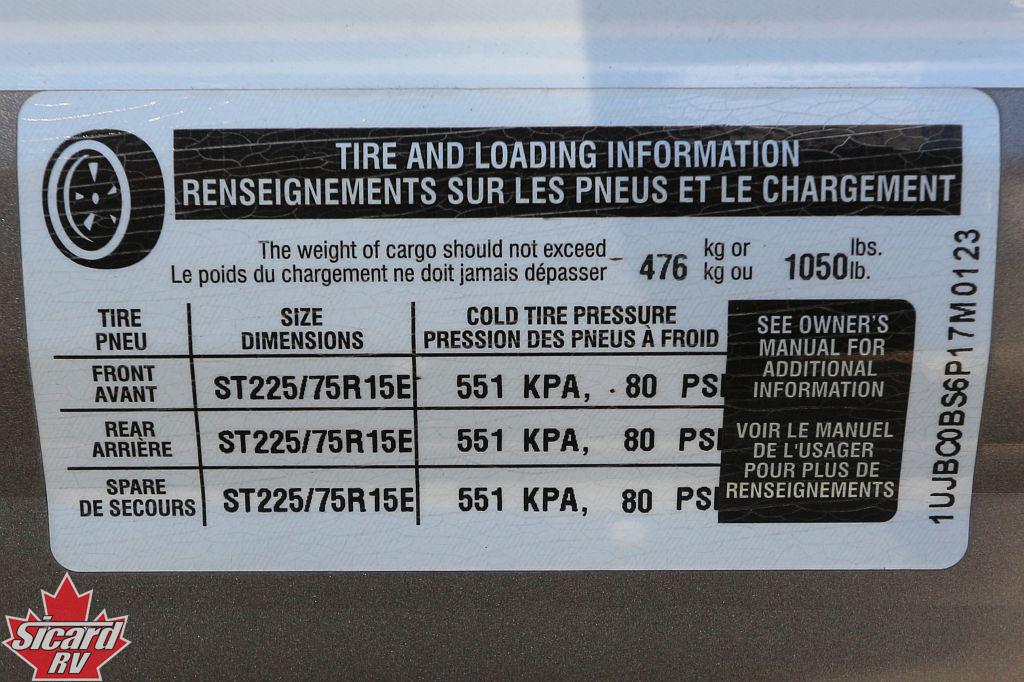 TIRE AND LOADING INFORMATION
RENSEIGNEMENTS SUR LES PNEUS ET LE CHARGEMENT
The weight of cargo should not exceed 476 kg or 1050 lbs.
Le poids du chargement ne doit jamais dépasser kg ou lb.
TIRE SIZE COLD TIRE PRESSURE
PNEU DIMENSIONS PRESSION DES PNEUS À FROID
FRONT
AVANT ST225/75R15E 551 KPA, 80 PSI
REAR
ARRIÈRE ST225/75R15E 551 KPA, 80 PSI
SPARE
DE SECOURS ST225/75R15E 551 KPA, 80 PSI
SEE OWNER'S
MANUAL FOR
ADDITIONAL
INFORMATION
VOIR LE MANUEL
DE L'USAGER
POUR PLUS DE
RENSEIGNEMENTS
1UJBC0BS6P17M0123
Sicard
RV